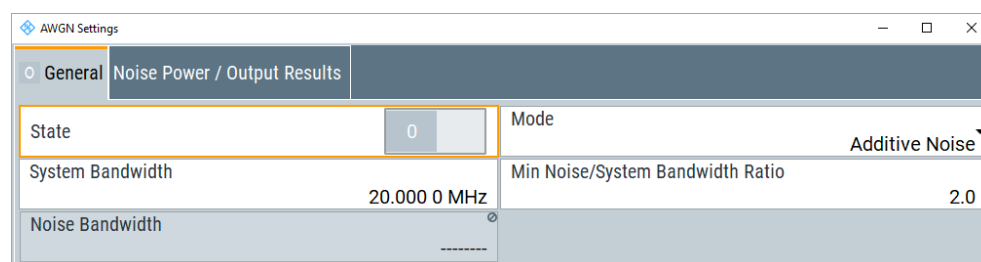 AWGN Settings
0 General Noise Power / Output Results
State 0
Mode
Additive Noise
System Bandwidth
20.000 0 MHz
Min Noise/System Bandwidth Ratio
2.0
Noise Bandwidth
--------